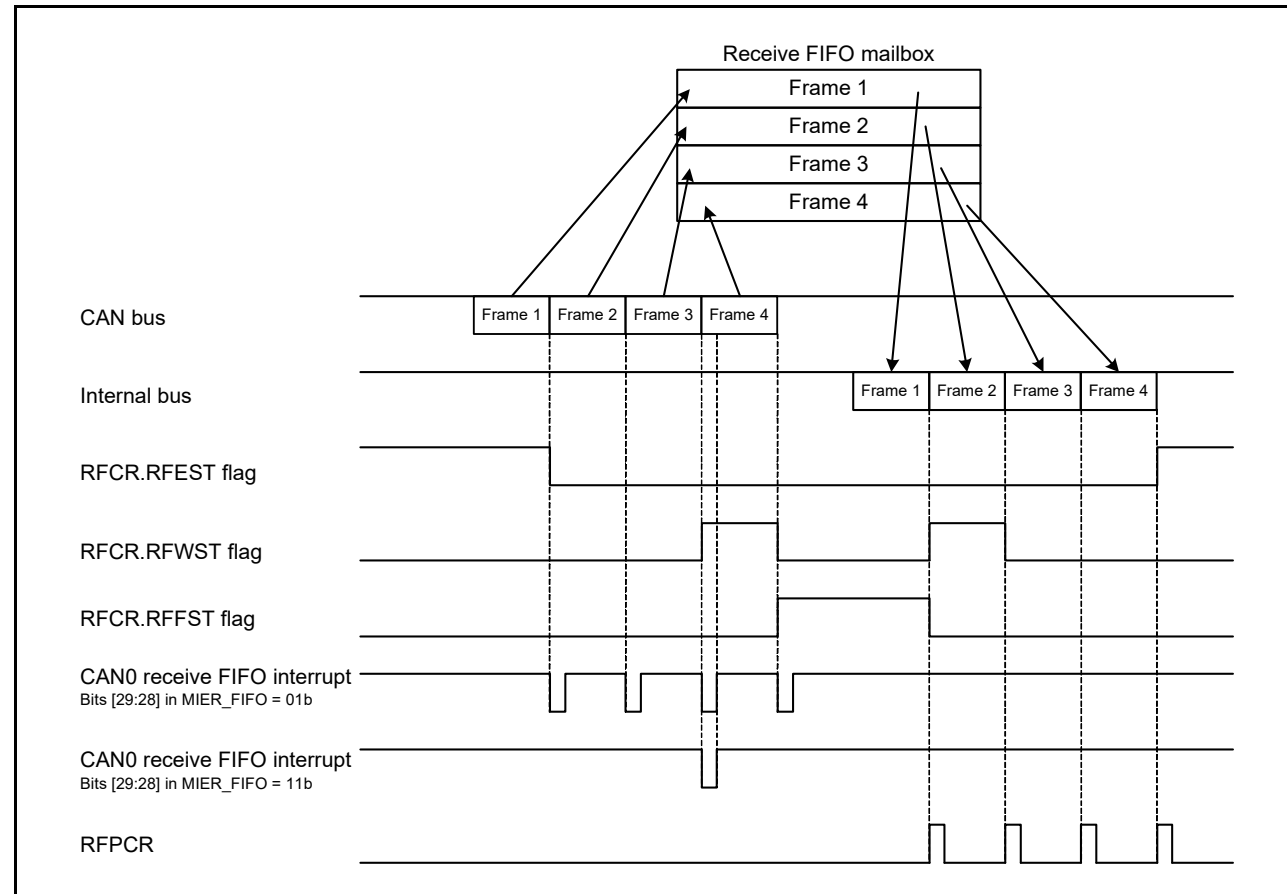 Receive FIFO mailbox
Frame 1
Frame 2
Frame 3
Frame 4
CAN bus
Frame 1 Frame 2 Frame 3 Frame 4
Internal bus
Frame 1 Frame 2 Frame 3 Frame 4
RFCR.RFEST flag
RFCR.RFWST flag
RFCR.RFFST flag
CAN0 receive FIFO interrupt
Bits [29:28] in MIER_FIFO = 01b
CAN0 receive FIFO interrupt
Bits [29:28] in MIER_FIFO = 11b
RFPCR